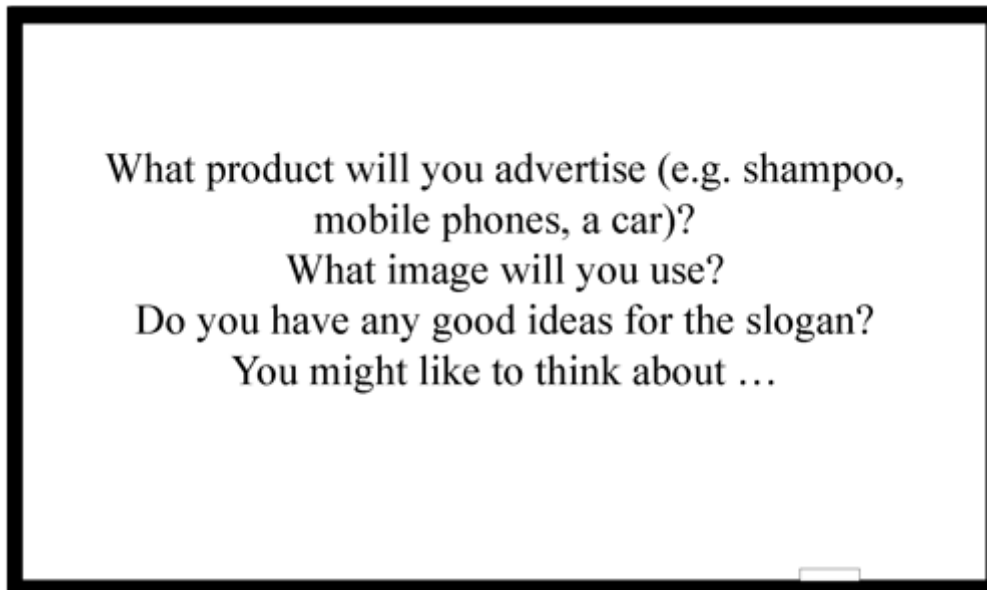 What product will you advertise (e.g. shampoo,
mobile phones, a car)?
What image will you use?
Do you have any good ideas for the slogan?
You might like to think about …